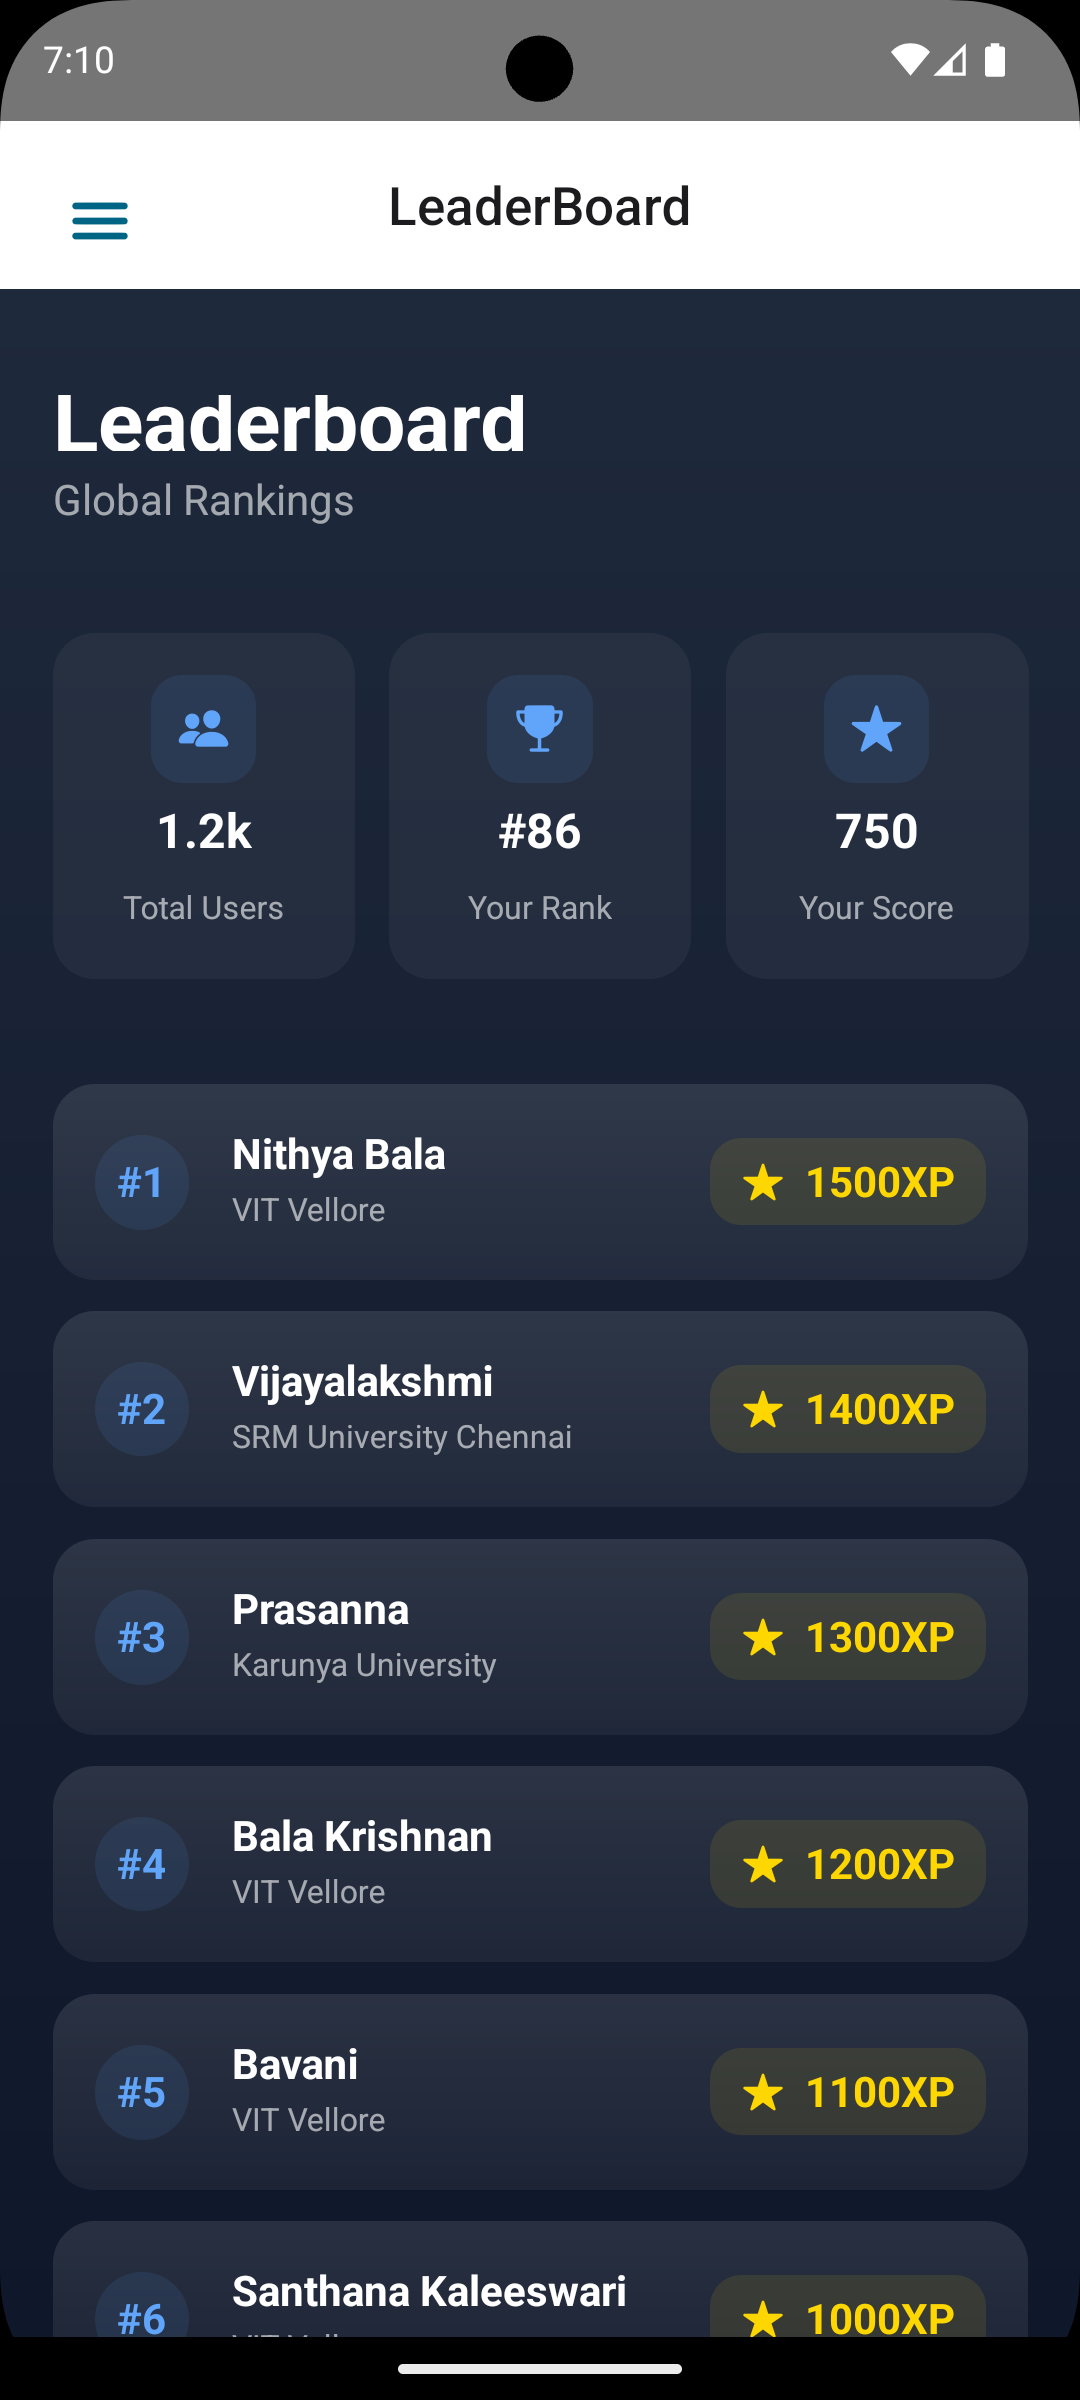 7:10
LeaderBoard
Leaderboard
Global Rankings
1.2k
Total Users
#86
Your Rank
750
Your Score
#1
Nithya Bala
VIT Vellore
1500XP
#2
Vijayalakshmi
SRM University Chennai
1400XP
#3
Prasanna
Karunya University
1300XP
#4
Bala Krishnan
VIT Vellore
1200XP
#5
Bavani
VIT Vellore
1100XP
#6
Santhana Kaleeswari
1000XP